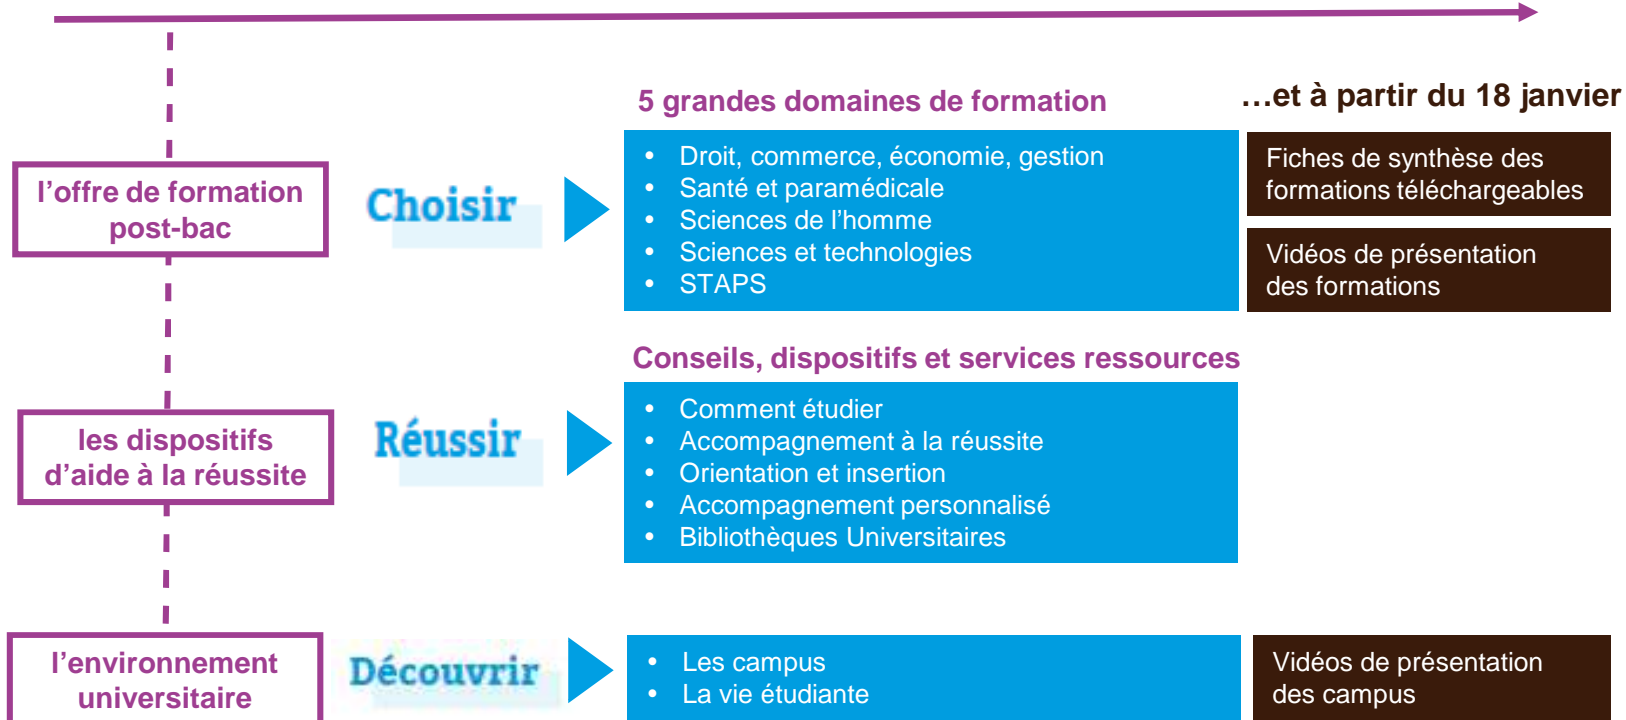 5 grandes domaines de formation
…et à partir du 18 janvier
l’offre de formation
post-bac
Choisir
• Droit, commerce, économie, gestion
• Santé et paramédicale
• Sciences de l’homme
• Sciences et technologies
• STAPS
Fiches de synthèse des
formations téléchargeables
Vidéos de présentation
des formations
Conseils, dispositifs et services ressources
les dispositifs
d’aide à la réussite
Réussir
• Comment étudier
• Accompagnement à la réussite
• Orientation et insertion
• Accompagnement personnalisé
• Bibliothèques Universitaires
l’environnement
universitaire
Découvrir
• Les campus
• La vie étudiante
Vidéos de présentation
des campus